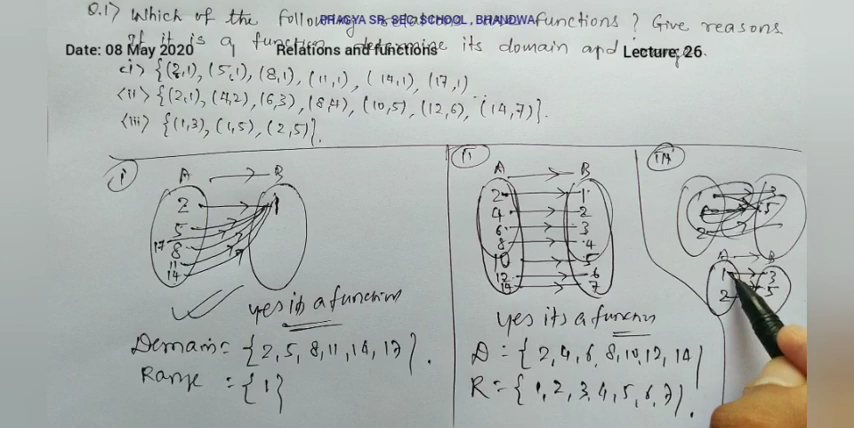 Q.1> Which of the following relations are functions? Give reasons.
PRAGYA SR. SEC. SCHOOL, BHANDWA
If it is a function determine its domain and
Date: 08 May 2020
Relations and functions
Lecture: 26
(i) {(2,1), (5,1), (8,1), (11,1), (14,1), (17,1)
(ii) {(2,1), (4,2), (6,3), (8,4), (10,5), (12,6), (14,7)}.
(iii) {(1,3), (1,5), (2,5)}.
i
A → B
2
5
17
8
11
14
1
yes its a function
Domain = {2, 5, 8, 11, 14, 17}.
Range = {1}
ii
A → B
2 1
4 2
6 3
8 4
10 5
12 6
14 7
yes its a function
D = {2, 4, 6, 8, 10, 12, 14}
R = {1, 2, 3, 4, 5, 6, 7}.
iii
1 3
5
2
A → B
1 3
2 5